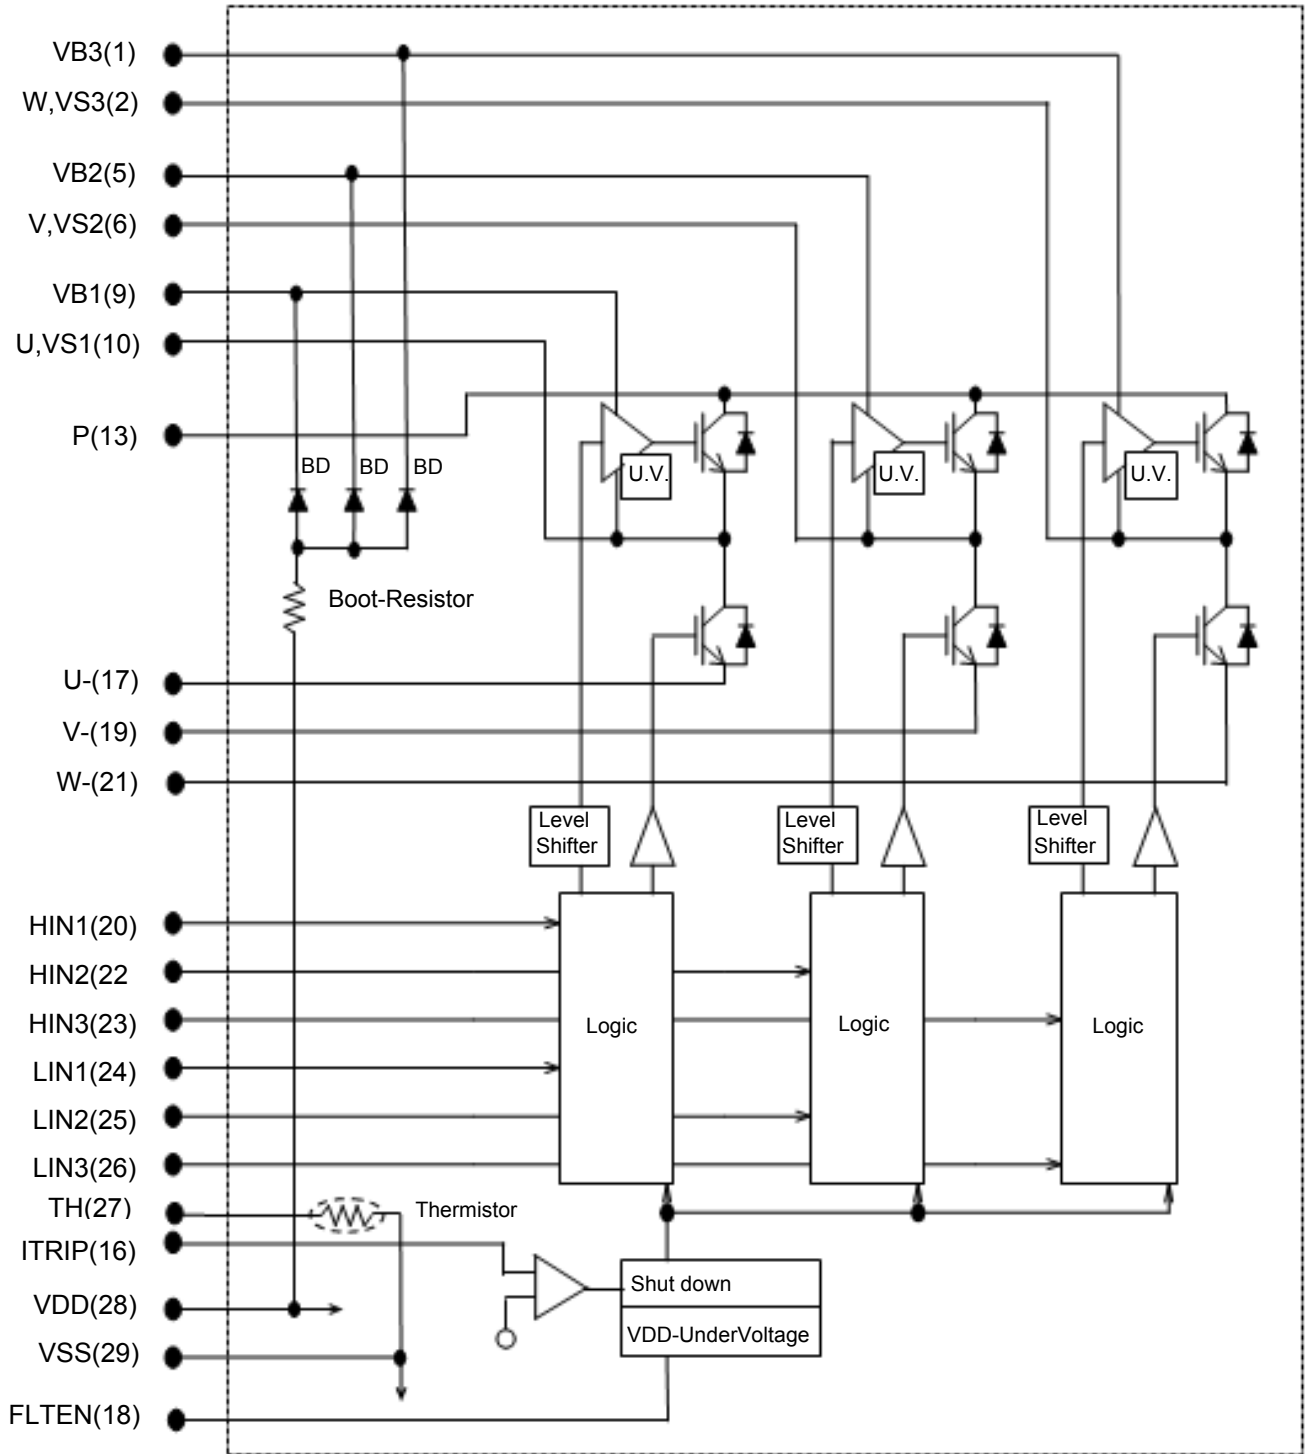 VB3(1)
W,VS3(2)
VB2(5)
V,VS2(6)
VB1(9)
U,VS1(10)
P(13)
BD
BD
BD
U.V.
U.V.
U.V.
Boot-Resistor
U-(17)
V-(19)
W-(21)
Level
Shifter
Level
Shifter
Level
Shifter
HIN1(20)
HIN2(22
HIN3(23)
LIN1(24)
LIN2(25)
LIN3(26)
Logic
Logic
Logic
TH(27)
Thermistor
ITRIP(16)
VDD(28)
VSS(29)
FLTEN(18)
Shut down
VDD-UnderVoltage